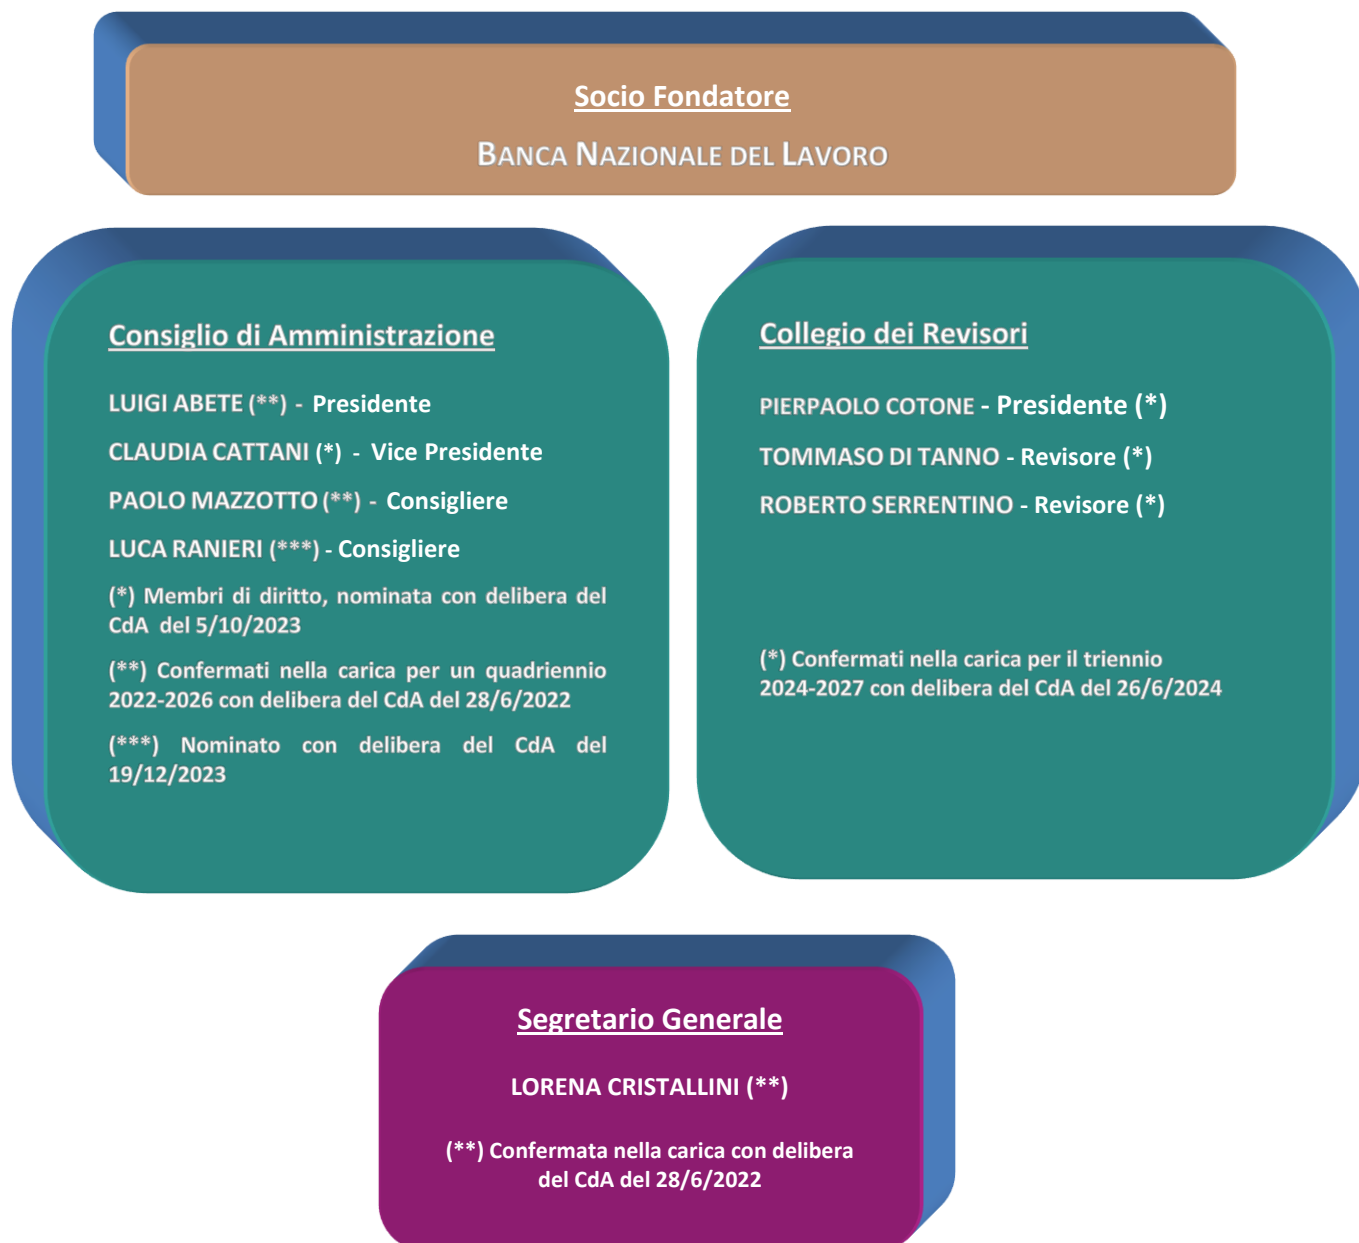 Socio Fondatore
BANCA NAZIONALE DEL LAVORO
Consiglio di Amministrazione
LUIGI ABETE (**) - Presidente
CLAUDIA CATTANI (*) - Vice Presidente
PAOLO MAZZOTTO (**) - Consigliere
LUCA RANIERI (***) - Consigliere
(*) Membri di diritto, nominata con delibera del
CdA del 5/10/2023
(**) Confermati nella carica per un quadriennio
2022-2026 con delibera del CdA del 28/6/2022
(***) Nominato con delibera del CdA del
19/12/2023
Collegio dei Revisori
PIERPAOLO COTONE - Presidente (*)
TOMMASO DI TANNO - Revisore (*)
ROBERTO SERRENTINO - Revisore (*)
(*) Confermati nella carica per il triennio
2024-2027 con delibera del CdA del 26/6/2024
Segretario Generale
LORENA CRISTALLINI (**)
(**) Confermata nella carica con delibera
del CdA del 28/6/2022